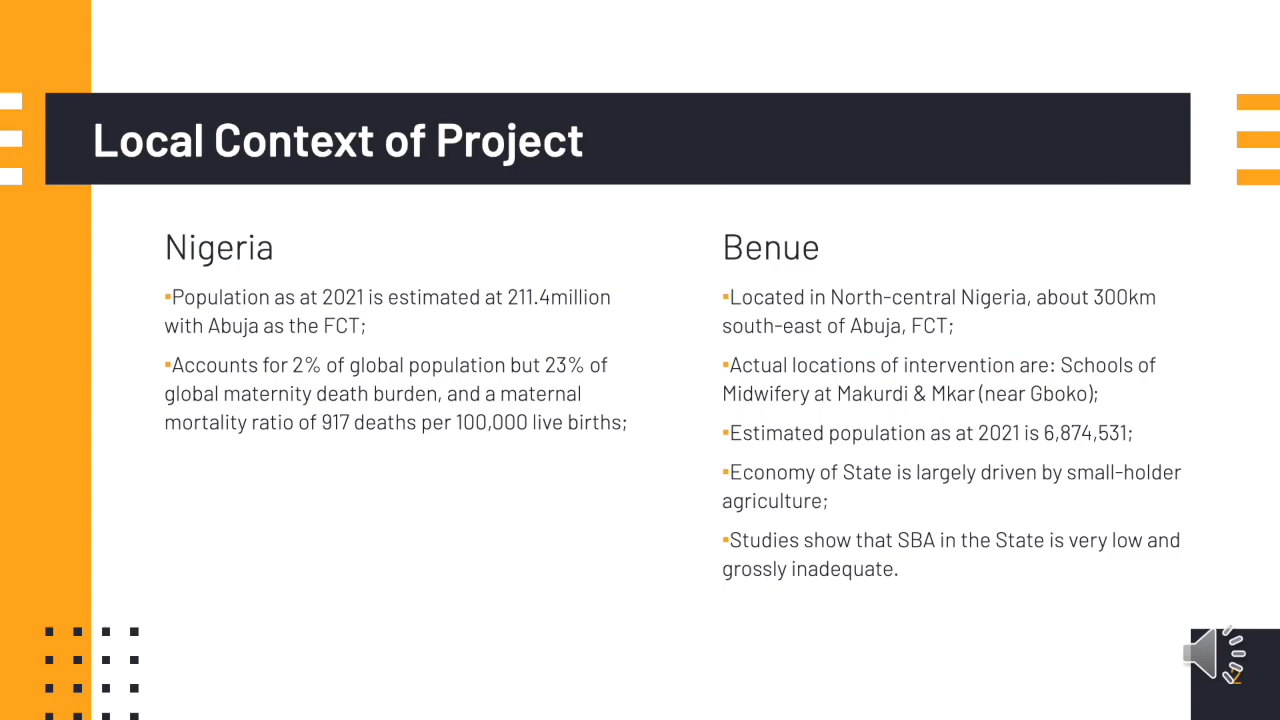 Local Context of Project
Nigeria
▪Population as at 2021 is estimated at 211.4million
with Abuja as the FCT;
▪Accounts for 2% of global population but 23% of
global maternity death burden, and a maternal
mortality ratio of 917 deaths per 100,000 live births;
Benue
▪Located in North-central Nigeria, about 300km
south-east of Abuja, FCT;
▪Actual locations of intervention are: Schools of
Midwifery at Makurdi & Mkar (near Gboko);
▪Estimated population as at 2021 is 6,874,531;
▪Economy of State is largely driven by small-holder
agriculture;
▪Studies show that SBA in the State is very low and
grossly inadequate.
2